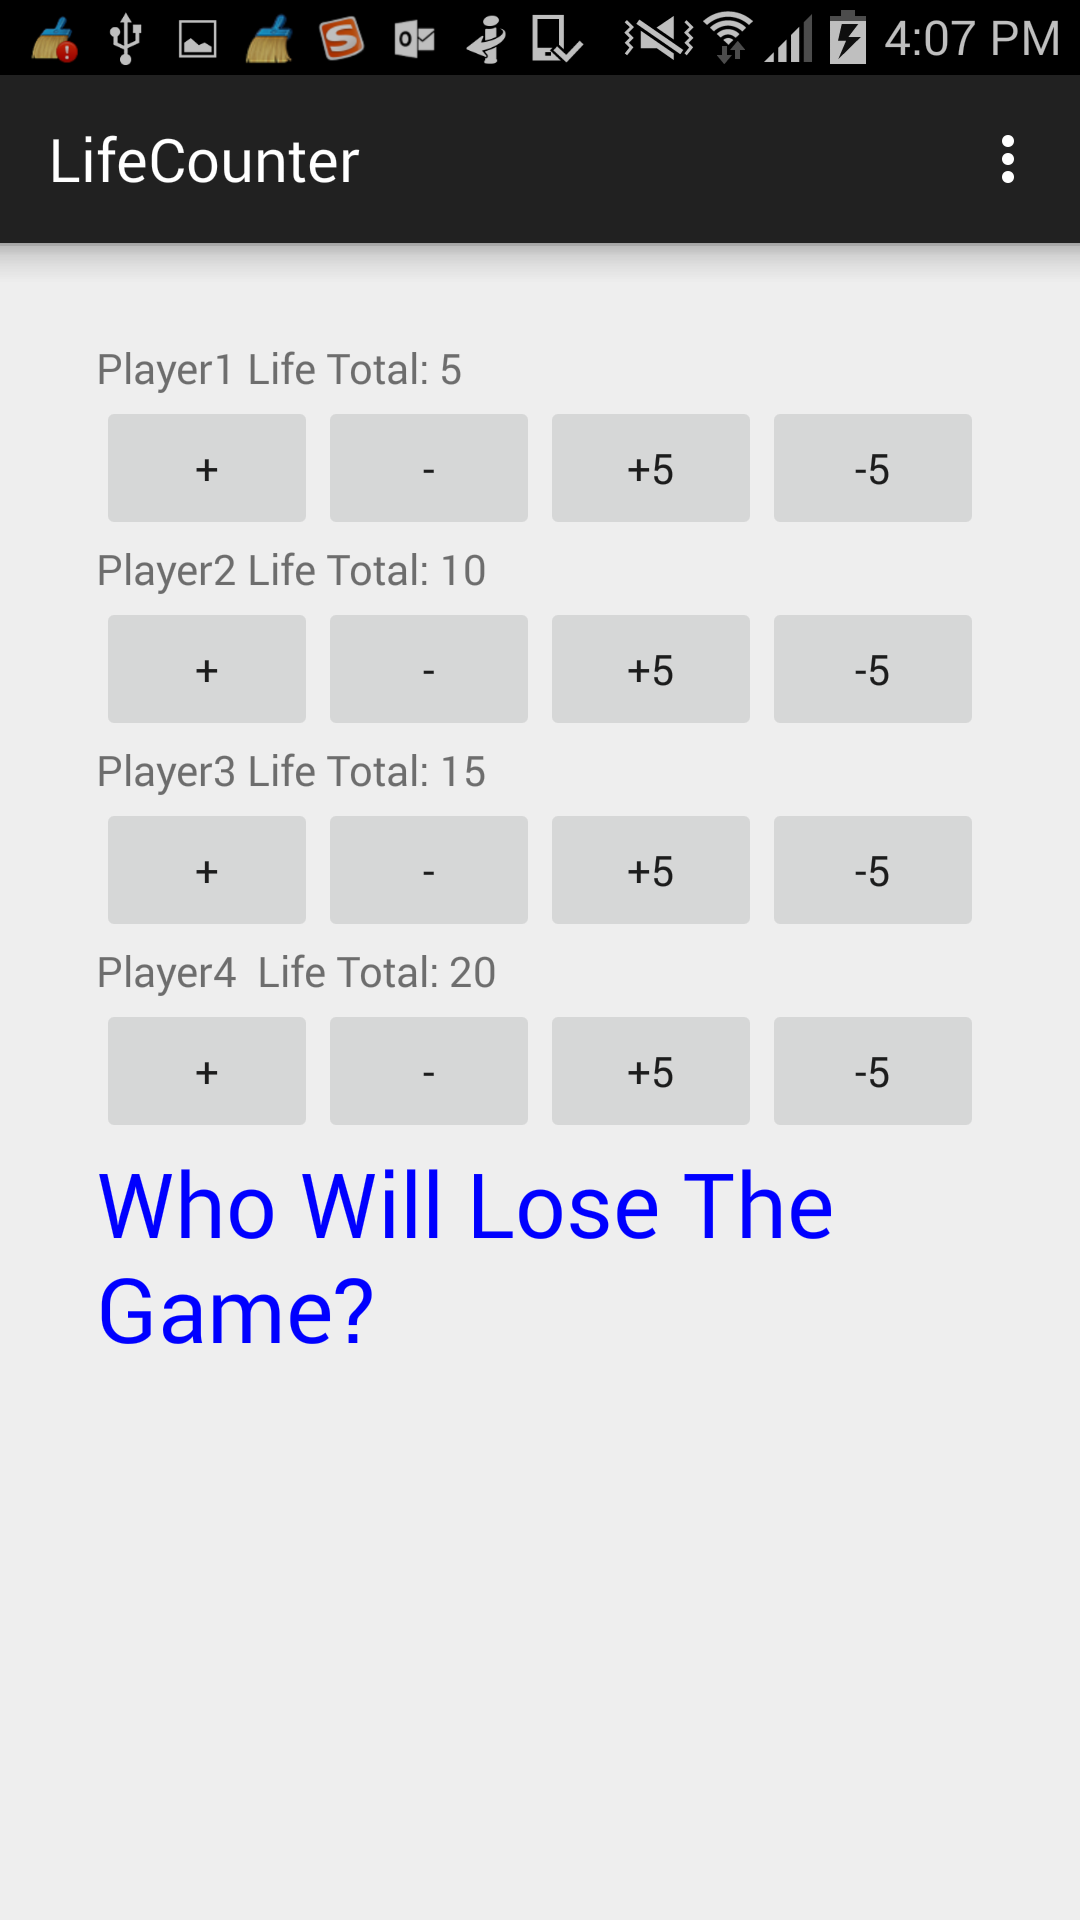 4:07 PM
LifeCounter
Player1 Life Total: 5
+ - +5 -5
Player2 Life Total: 10
+ - +5 -5
Player3 Life Total: 15
+ - +5 -5
Player4  Life Total: 20
+ - +5 -5
Who Will Lose The
Game?